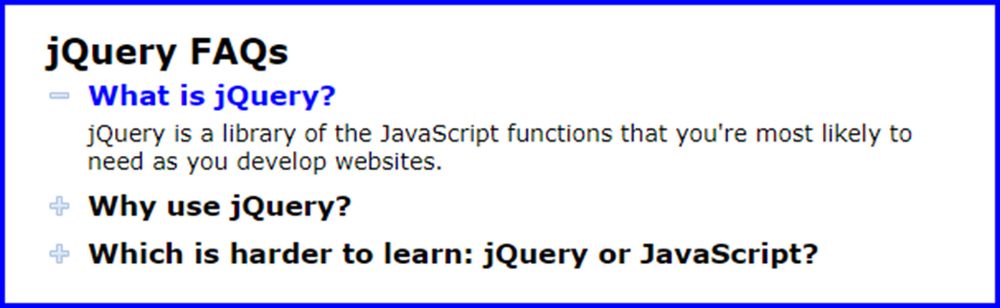 jQuery FAQs
What is jQuery?
jQuery is a library of the JavaScript functions that you're most likely to
need as you develop websites.
Why use jQuery?
Which is harder to learn: jQuery or JavaScript?